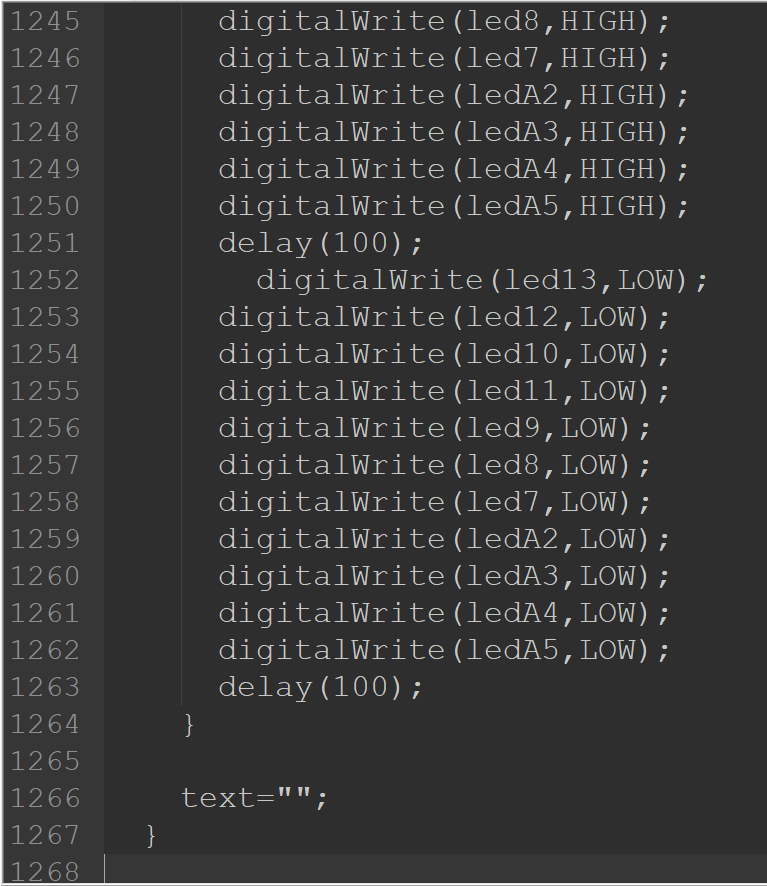 1245 digitalWrite(led8,HIGH);
1246 digitalWrite(led7,HIGH);
1247 digitalWrite(ledA2,HIGH);
1248 digitalWrite(ledA3,HIGH);
1249 digitalWrite(ledA4,HIGH);
1250 digitalWrite(ledA5,HIGH);
1251 delay(100);
1252 digitalWrite(led13,LOW);
1253 digitalWrite(led12,LOW);
1254 digitalWrite(led10,LOW);
1255 digitalWrite(led11,LOW);
1256 digitalWrite(led9,LOW);
1257 digitalWrite(led8,LOW);
1258 digitalWrite(led7,LOW);
1259 digitalWrite(ledA2,LOW);
1260 digitalWrite(ledA3,LOW);
1261 digitalWrite(ledA4,LOW);
1262 digitalWrite(ledA5,LOW);
1263 delay(100);
1264 }
1265
1266 text="";
1267 }
1268